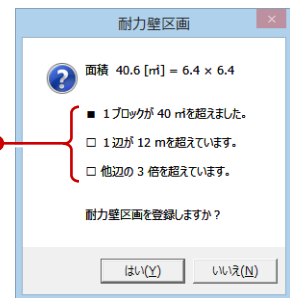 耐力壁区画
×
?
面積 40.6 [㎡] = 6.4 × 6.4
■ 1ブロックが 40 ㎡を超えました。
□ 1辺が 12 mを超えています。
□ 他辺の 3 倍を超えています。
耐力壁区画を登録しますか？
はい(Y)
いいえ(N)